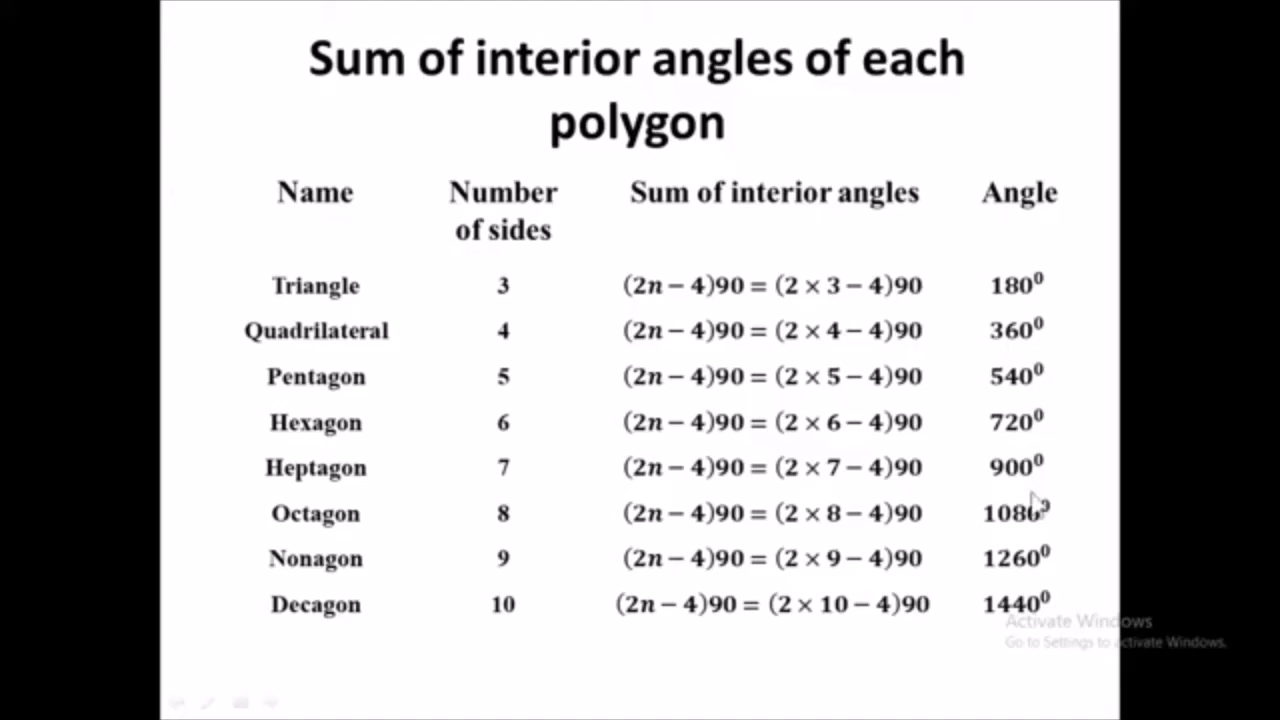 Sum of interior angles of each
polygon
Name Number of sides Sum of interior angles Angle
Triangle 3 (2n − 4)90 = (2 × 3 − 4)90 180⁰
Quadrilateral 4 (2n − 4)90 = (2 × 4 − 4)90 360⁰
Pentagon 5 (2n − 4)90 = (2 × 5 − 4)90 540⁰
Hexagon 6 (2n − 4)90 = (2 × 6 − 4)90 720⁰
Heptagon 7 (2n − 4)90 = (2 × 7 − 4)90 900⁰
Octagon 8 (2n − 4)90 = (2 × 8 − 4)90 1080⁰
Nonagon 9 (2n − 4)90 = (2 × 9 − 4)90 1260⁰
Decagon 10 (2n − 4)90 = (2 × 10 − 4)90 1440⁰
Activate Windows
Go to Settings to activate Windows.